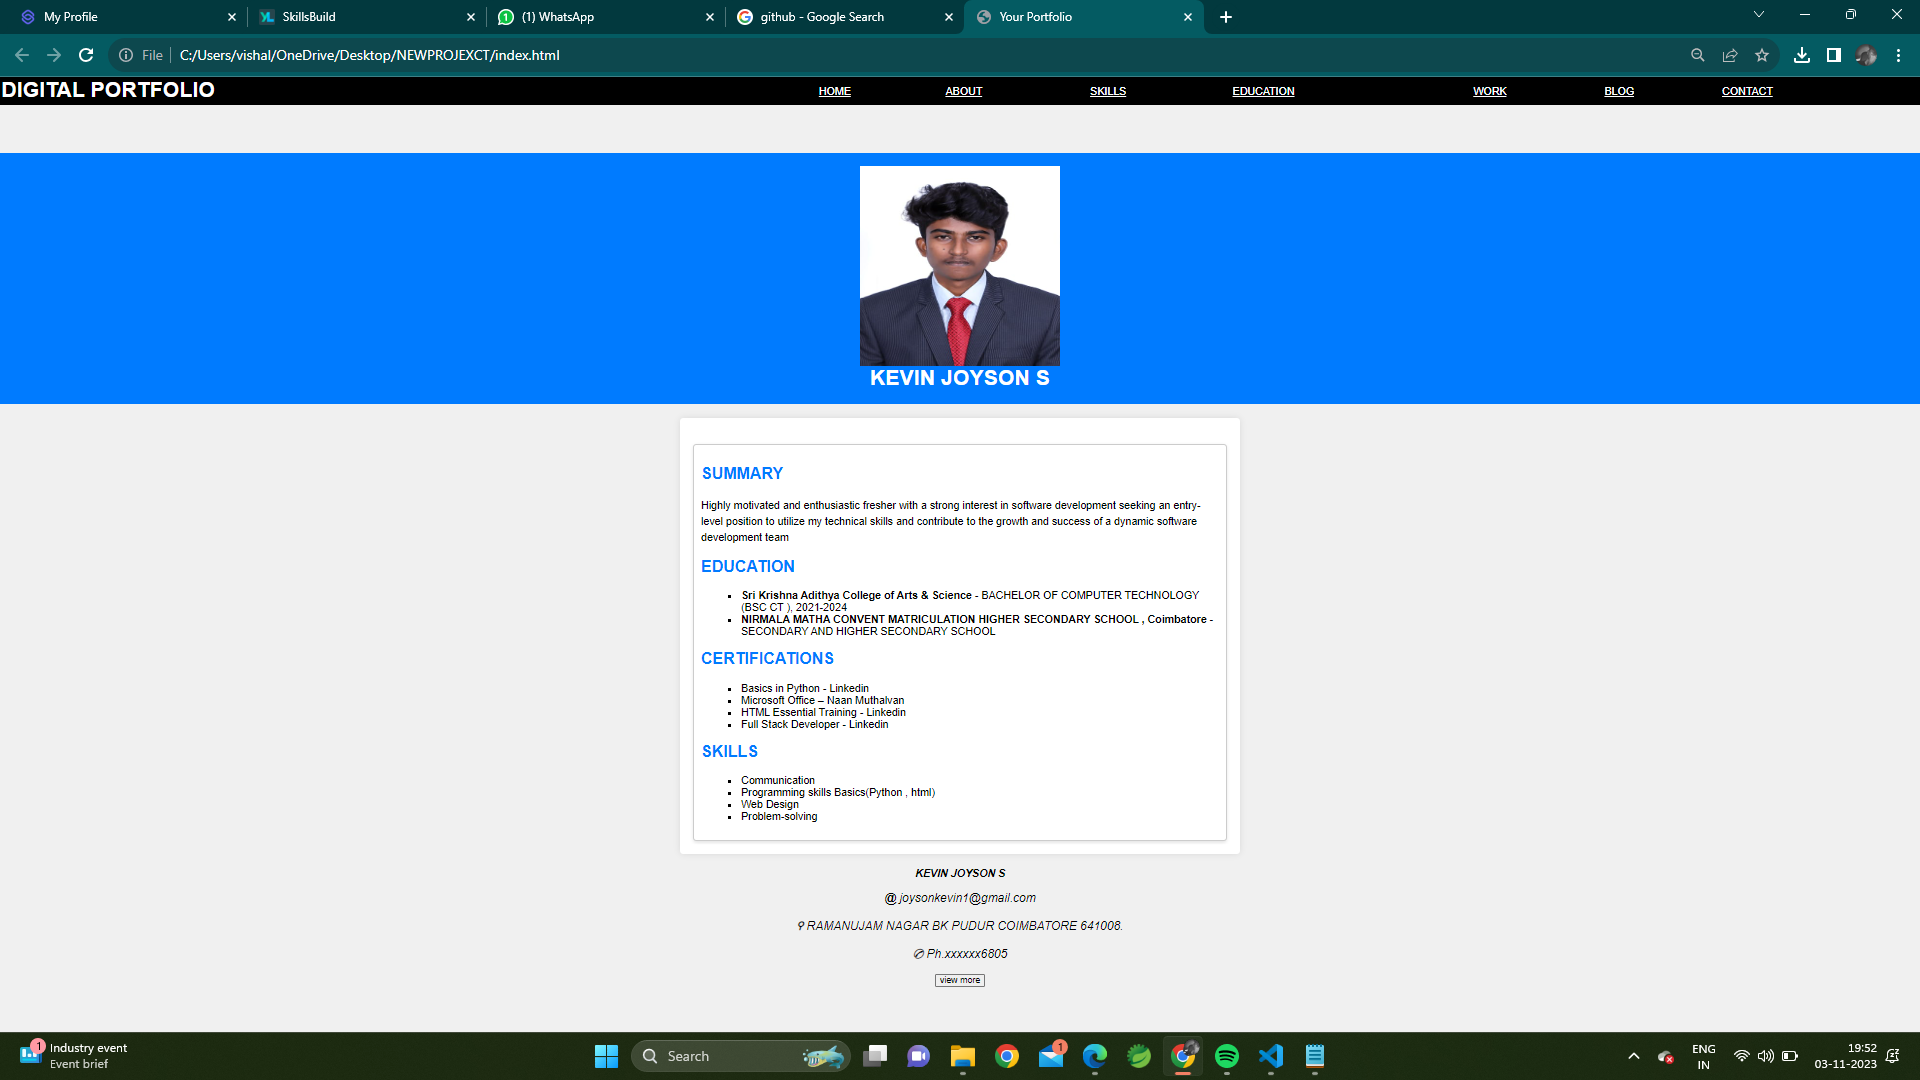 My Profile
SkillsBuild
(1) WhatsApp
github - Google Search
Your Portfolio
File
C:/Users/vishal/OneDrive/Desktop/NEWPROJEXCT/index.html
DIGITAL PORTFOLIO
HOME
ABOUT
SKILLS
EDUCATION
WORK
BLOG
CONTACT
KEVIN JOYSON S
SUMMARY
Highly motivated and enthusiastic fresher with a strong interest in software development seeking an entry-
level position to utilize my technical skills and contribute to the growth and success of a dynamic software
development team
EDUCATION
Sri Krishna Adithya College of Arts & Science - BACHELOR OF COMPUTER TECHNOLOGY
(BSC CT ), 2021-2024
NIRMALA MATHA CONVENT MATRICULATION HIGHER SECONDARY SCHOOL , Coimbatore -
SECONDARY AND HIGHER SECONDARY SCHOOL
CERTIFICATIONS
Basics in Python - Linkedin
Microsoft Office – Naan Muthalvan
HTML Essential Training - Linkedin
Full Stack Developer - Linkedin
SKILLS
Communication
Programming skills Basics(Python , html)
Web Design
Problem-solving
KEVIN JOYSON S
@ joysonkevin1@gmail.com
RAMANUJAM NAGAR BK PUDUR COIMBATORE 641008.
Ph.xxxxxx6805
view more
1
Industry event
Event brief
Search
1
ENG
IN
19:52
03-11-2023